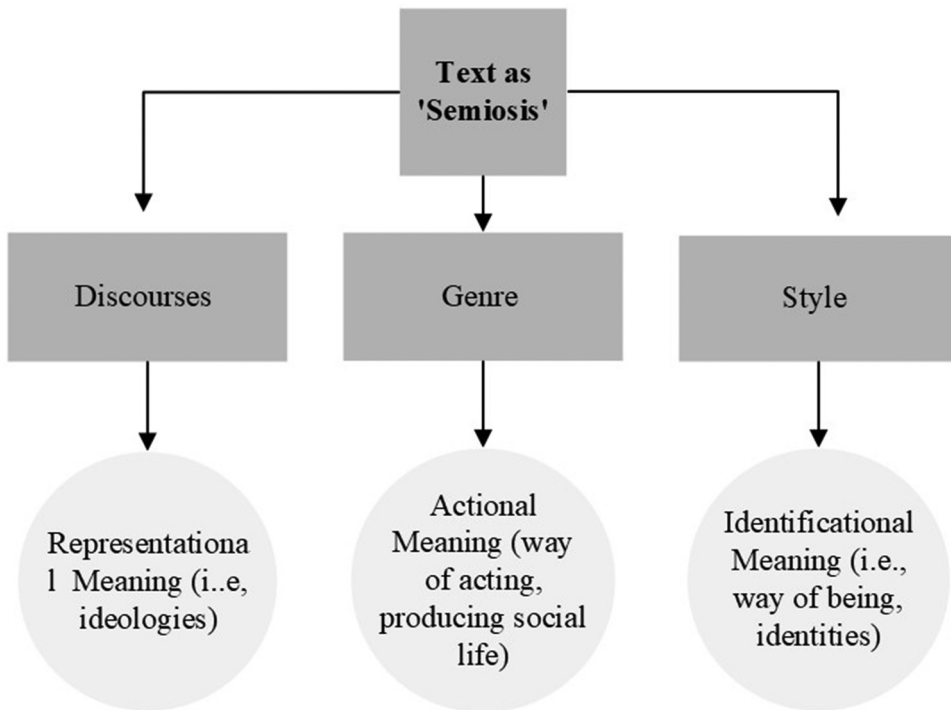 Text as
'Semiosis'
Discourses
Genre
Style
Representationa
l Meaning (i..e,
ideologies)
Actional
Meaning (way
of acting,
producing social
life)
Identificational
Meaning (i.e.,
way of being,
identities)